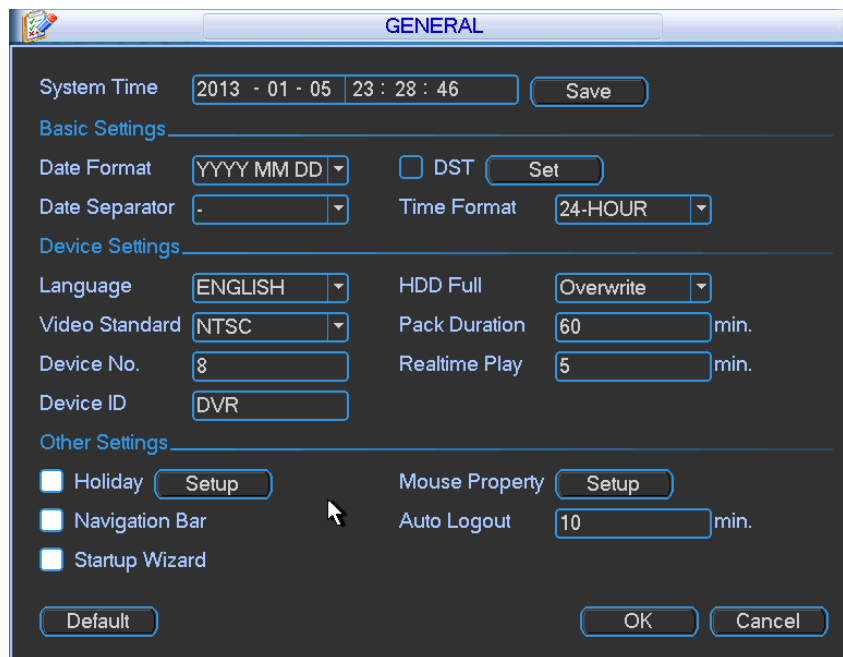 GENERAL
System Time 2013 - 01 - 05 23 : 28 : 46 Save
Basic Settings
Date Format YYYY MM DD DST Set
Date Separator - Time Format 24-HOUR
Device Settings
Language ENGLISH HDD Full Overwrite
Video Standard NTSC Pack Duration 60 min.
Device No. 8 Realtime Play 5 min.
Device ID DVR
Other Settings
Holiday Setup Mouse Property Setup
Navigation Bar Auto Logout 10 min.
Startup Wizard
Default OK Cancel